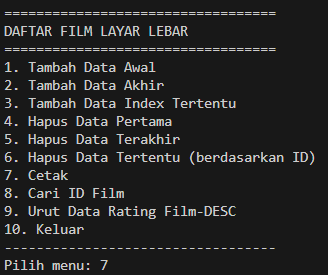 ==================================
DAFTAR FILM LAYAR LEBAR
==================================
1. Tambah Data Awal
2. Tambah Data Akhir
3. Tambah Data Index Tertentu
4. Hapus Data Pertama
5. Hapus Data Terakhir
6. Hapus Data Tertentu (berdasarkan ID)
7. Cetak
8. Cari ID Film
9. Urut Data Rating Film-DESC
10. Keluar
----------------------------------
Pilih menu: 7